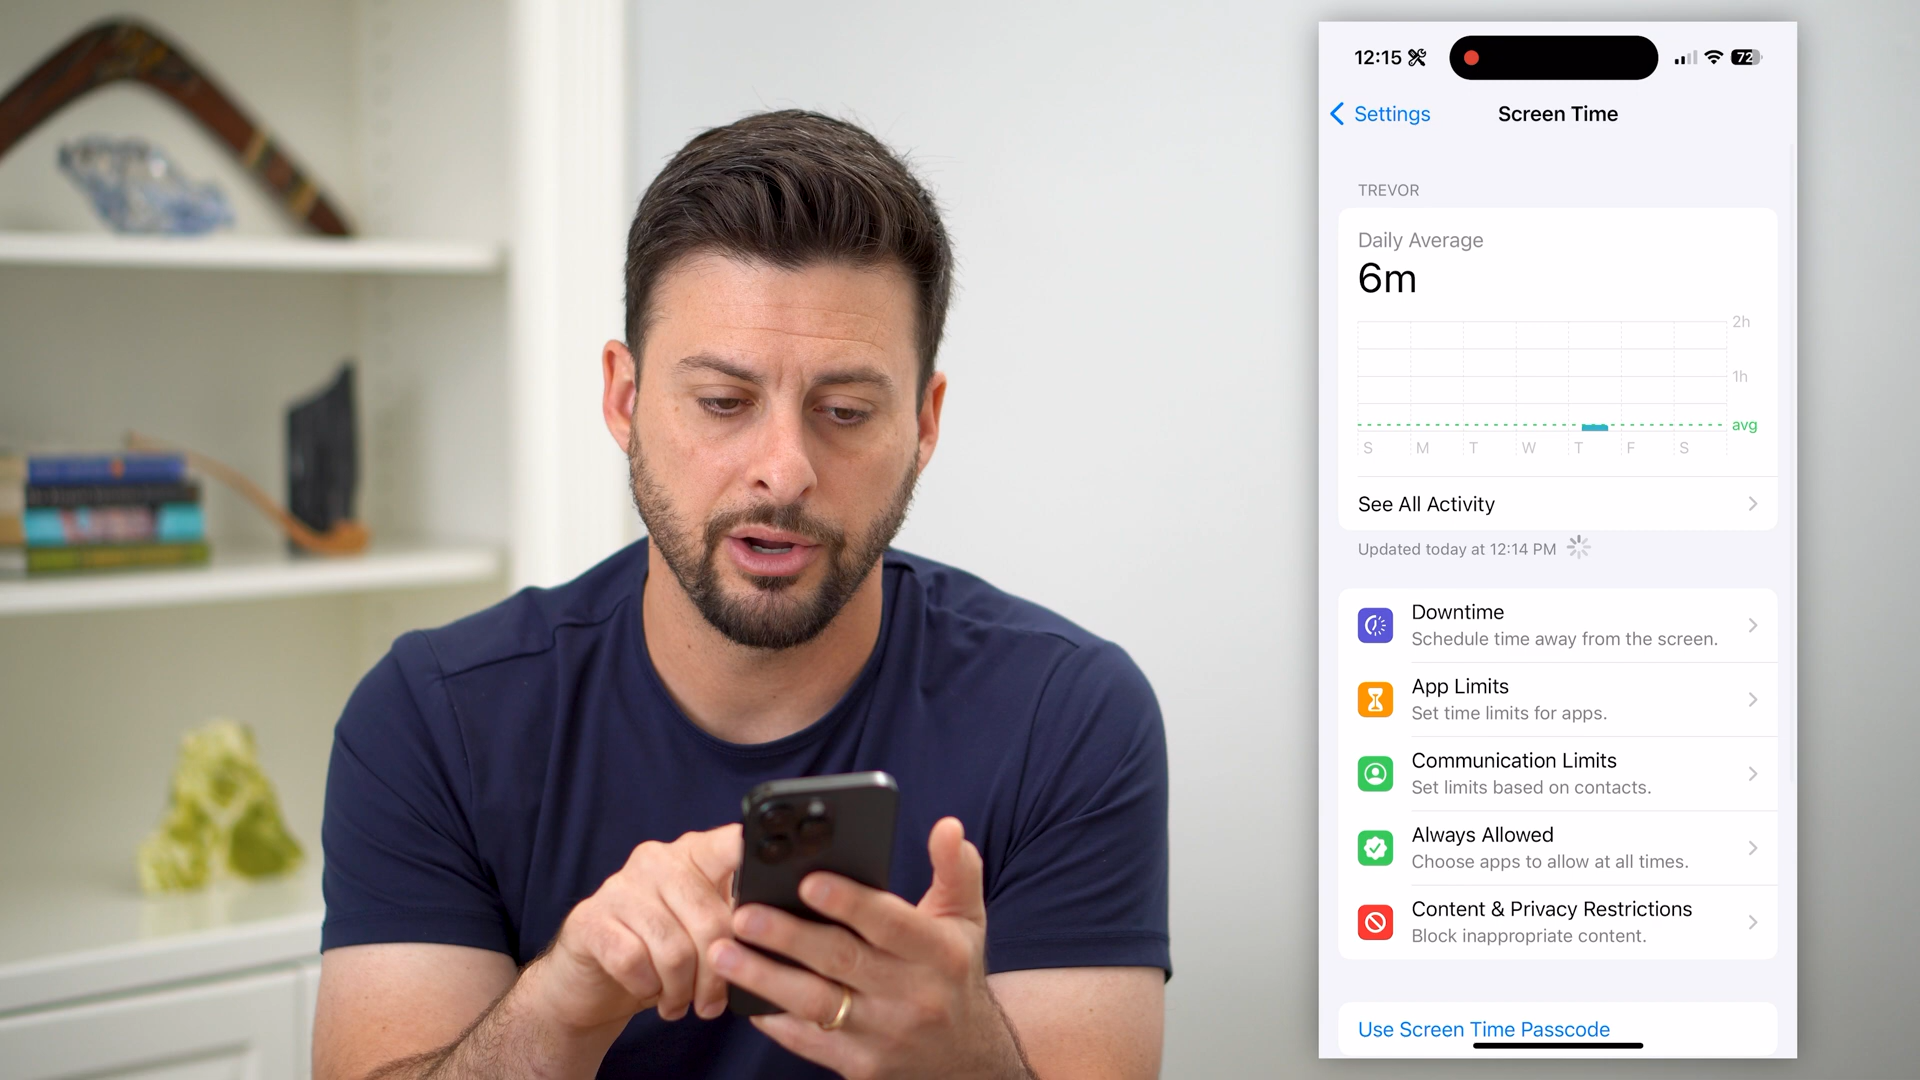 12:15
72
Settings
Screen Time
TREVOR
Daily Average
6m
2h
1h
avg
S M T W T F S
See All Activity
Updated today at 12:14 PM
Downtime
Schedule time away from the screen.
App Limits
Set time limits for apps.
Communication Limits
Set limits based on contacts.
Always Allowed
Choose apps to allow at all times.
Content & Privacy Restrictions
Block inappropriate content.
Use Screen Time Passcode